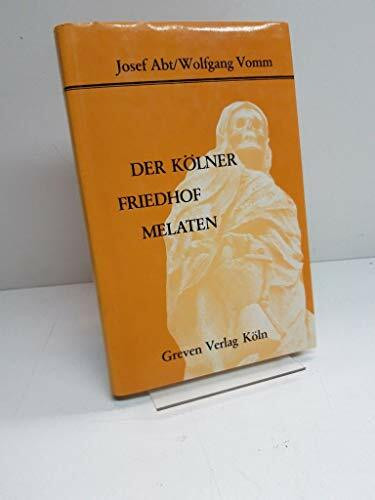 Josef Abt/Wolfgang Vomm
DER KÖLNER
FRIEDHOF
MELATEN
Greven Verlag Köln